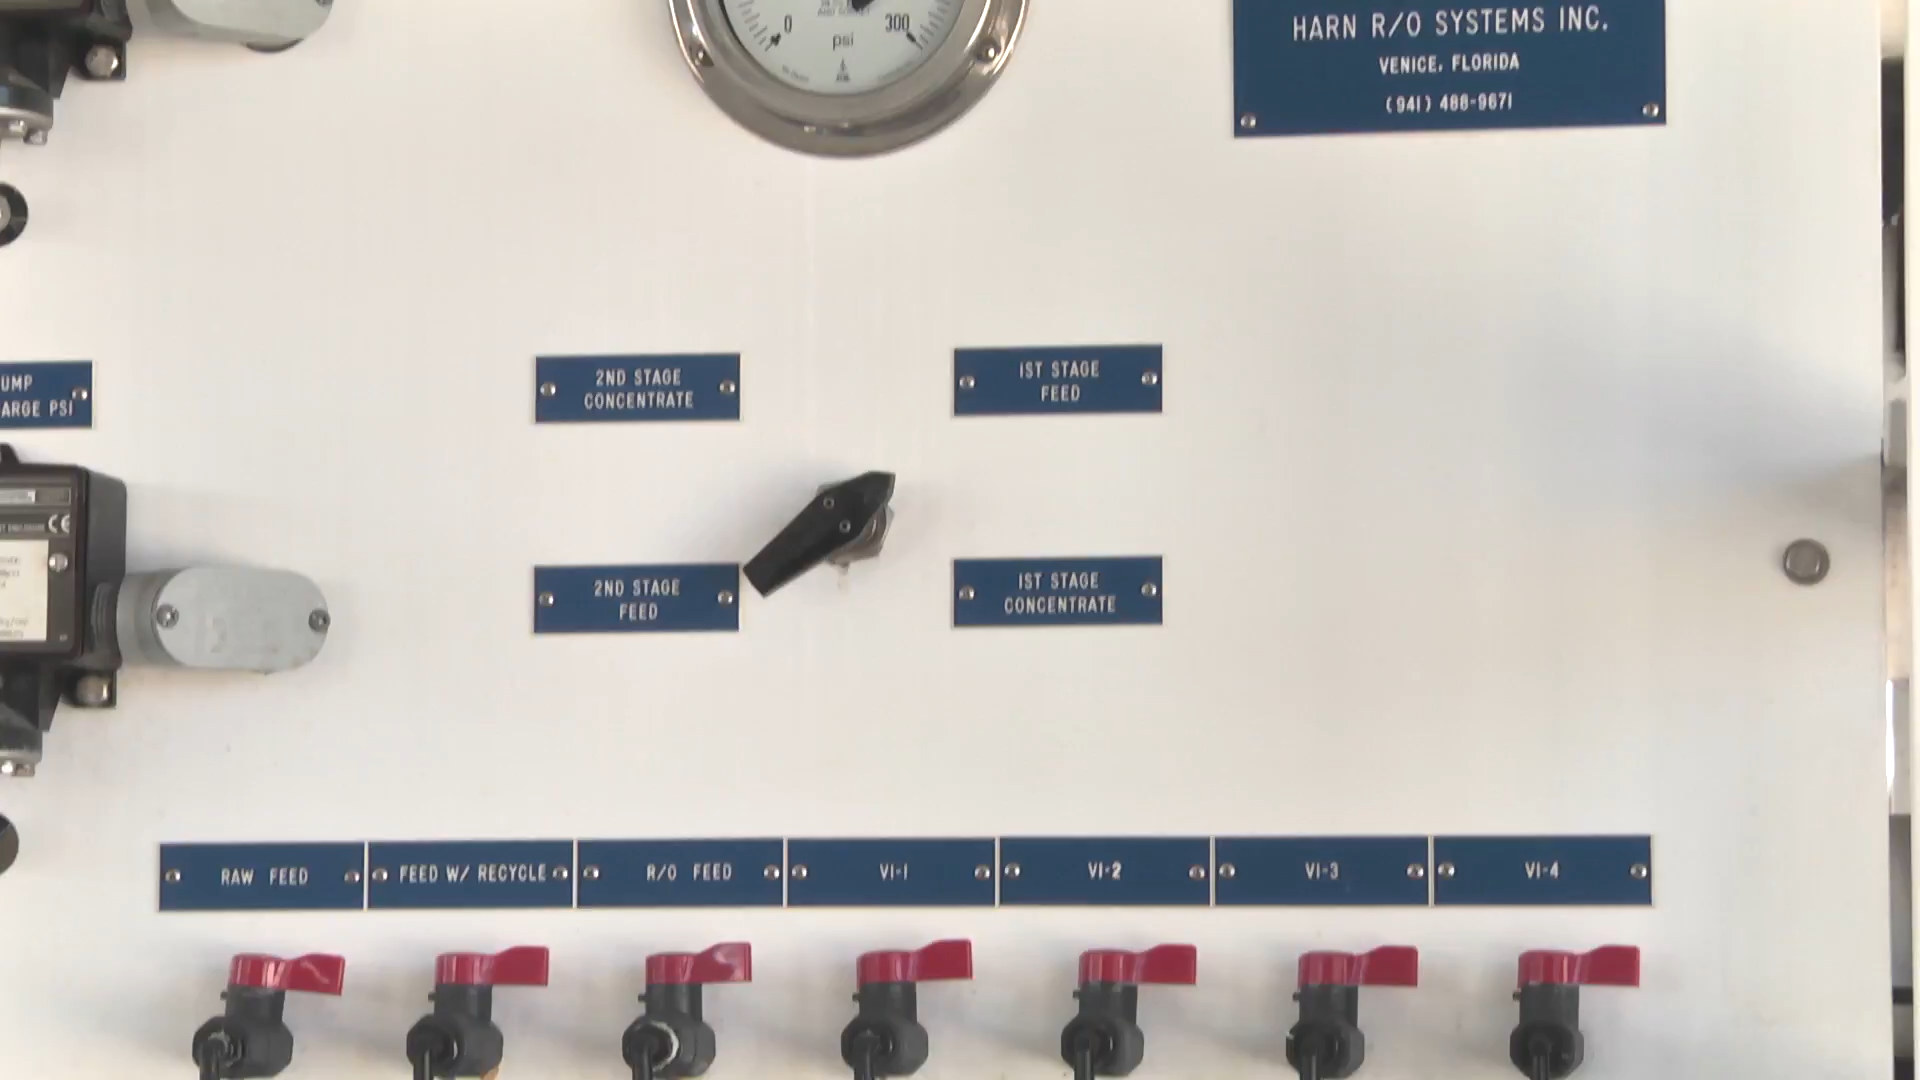 0
300
psi
HARN R/O SYSTEMS INC.
VENICE, FLORIDA
(941) 488-9671
UMP
ARGE PSI
2ND STAGE
CONCENTRATE
1ST STAGE
FEED
CE
2ND STAGE
FEED
1ST STAGE
CONCENTRATE
RAW FEED
FEED W/ RECYCLE
R/O FEED
VI-1
VI-2
VI-3
VI-4